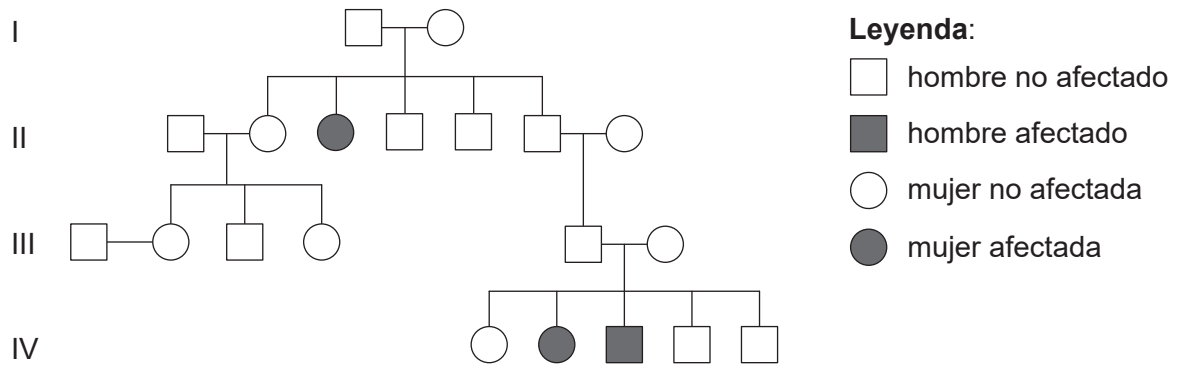 I
II
III
IV
Leyenda:
hombre no afectado
hombre afectado
mujer no afectada
mujer afectada